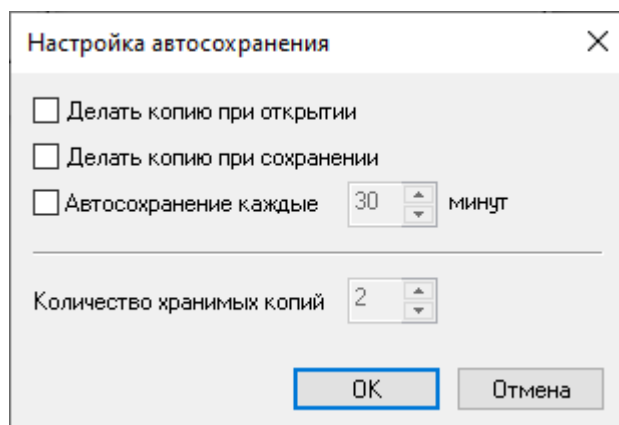 Настройка автосохранения
Делать копию при открытии
Делать копию при сохранении
Автосохранение каждые 30 минут
Количество хранимых копий 2
OK Отмена